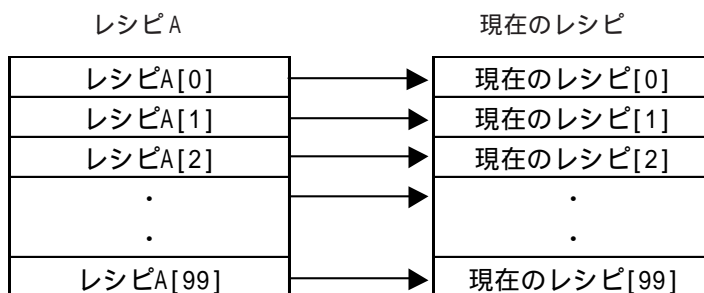 レシピA 現在のレシピ
レシピA[0] 現在のレシピ[0]
レシピA[1] 現在のレシピ[1]
レシピA[2] 現在のレシピ[2]
・ ・
・ ・
レシピA[99] 現在のレシピ[99]